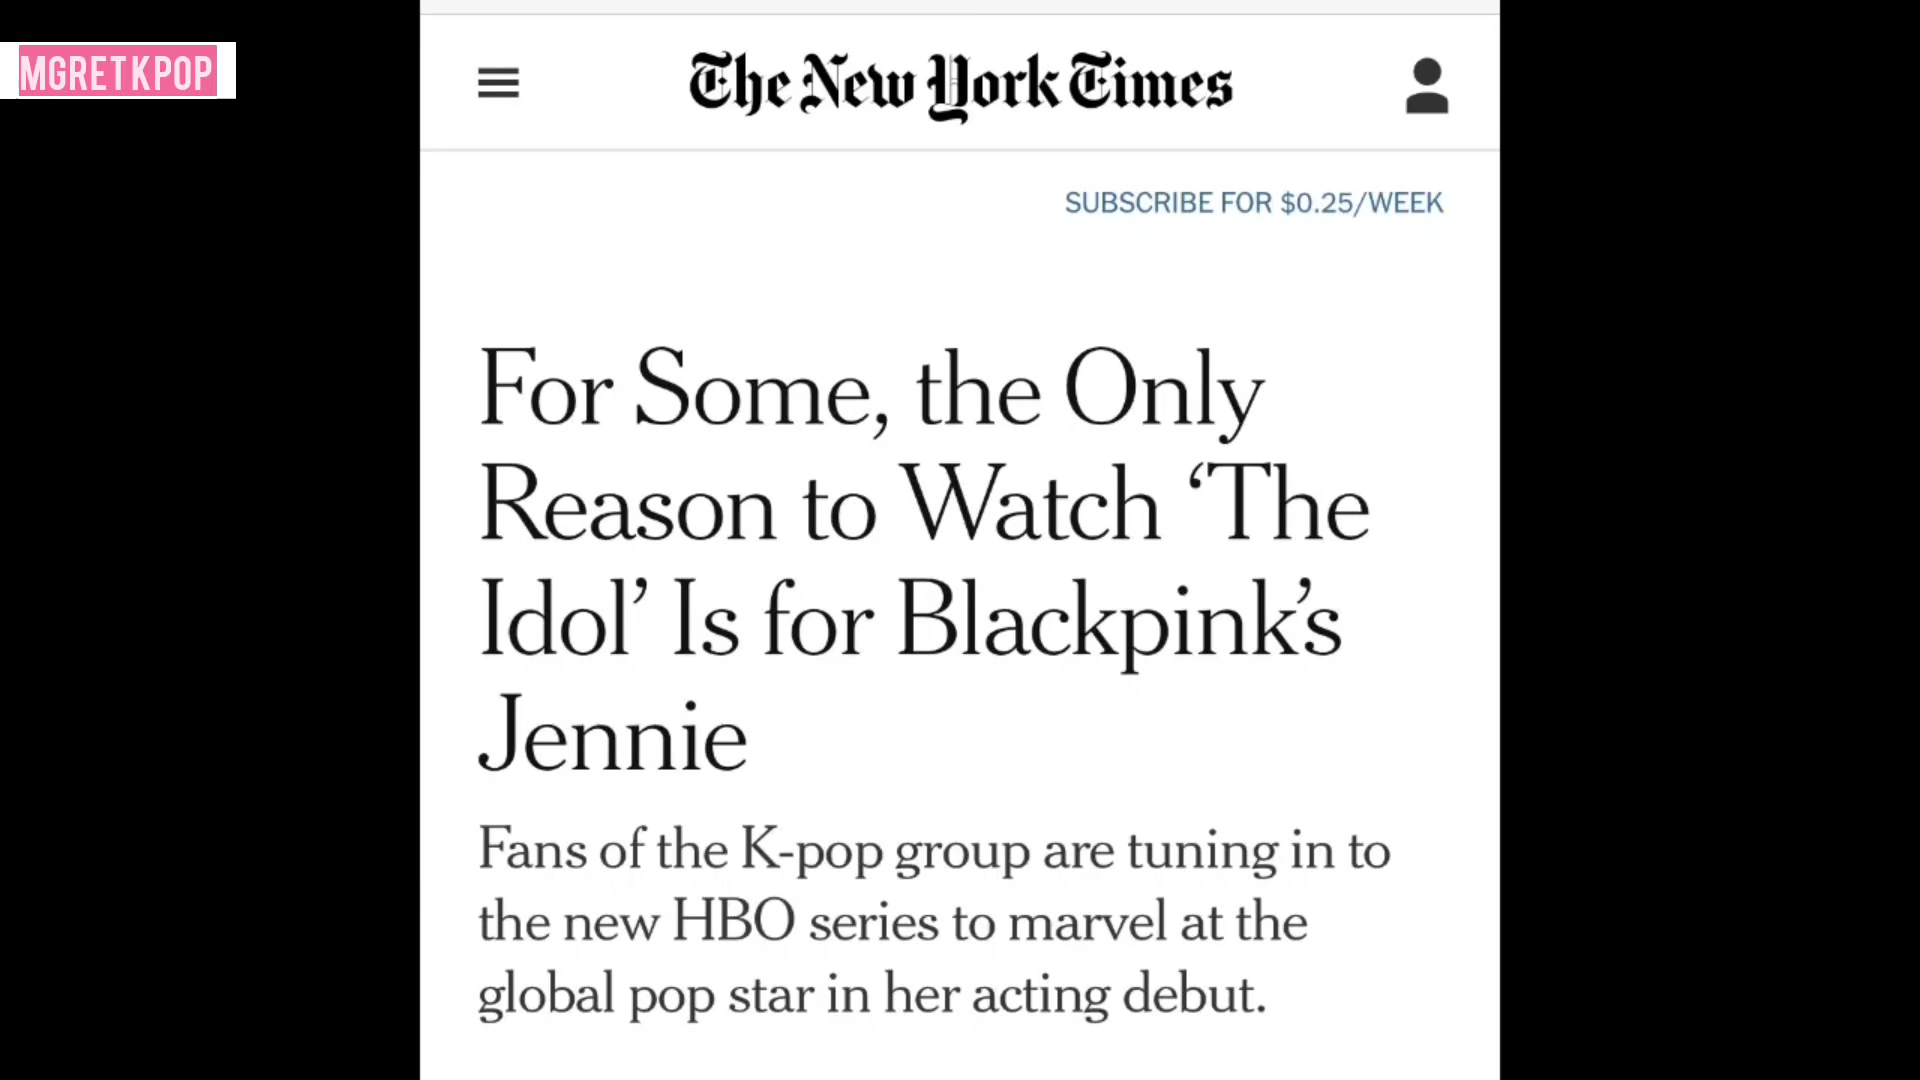 MGRETKPOP
The New York Times
SUBSCRIBE FOR $0.25/WEEK
For Some, the Only
Reason to Watch ‘The
Idol’ Is for Blackpink’s
Jennie
Fans of the K-pop group are tuning in to
the new HBO series to marvel at the
global pop star in her acting debut.